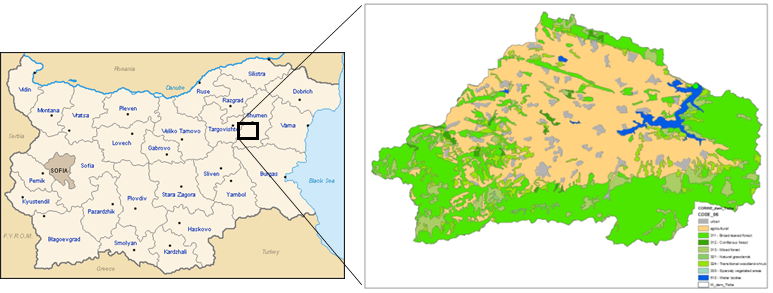 Romania
Silistra
Vidin
Danube
Ruse
Dobrich
Razgrad
Montana
Pleven
Shumen
Vratsa
Targovishte
Varna
Veliko Tarnovo
Lovech
Serbia
Gabrovo
Sofia
SOFIA
Sliven
Burgas
Pernik
Black Sea
Stara Zagora
Yambol
Kyustendil
Plovdiv
Pazardzhik
Haskovo
F.Y.R.O.M.
Blagoevgrad
Smolyan
Kardzhali
Turkey
Greece
urban
agricultural
311 - Broad-leaved forest
312 - Coniferous forest
313 - Mixed forest
321 - Natural grasslands
324 - Transitional woodland-shrub
333 - Sparsely vegetated areas
512 - Water bodies